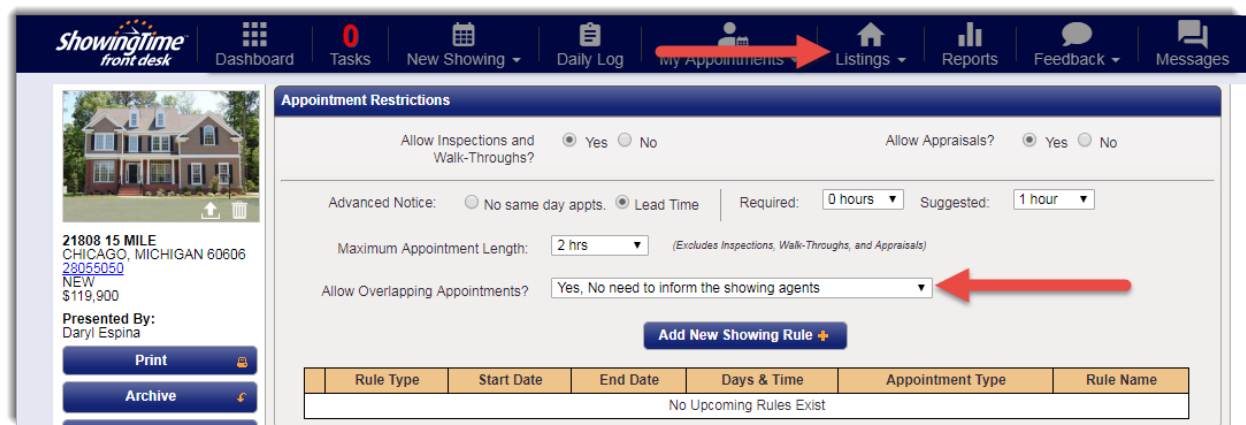 ShowingTime
front desk
Dashboard
0
Tasks
New Showing
Daily Log
My Appointments
Listings
Reports
Feedback
Messages
Appointment Restrictions
Allow Inspections and
Walk-Throughs?
Yes No
Allow Appraisals?
Yes No
Advanced Notice:
No same day appts. Lead Time
Required:
0 hours
Suggested:
1 hour
Maximum Appointment Length:
2 hrs
(Excludes Inspections, Walk-Throughs, and Appraisals)
Allow Overlapping Appointments?
Yes, No need to inform the showing agents
Add New Showing Rule +
Rule Type Start Date End Date Days & Time Appointment Type Rule Name
No Upcoming Rules Exist
21808 15 MILE
CHICAGO, MICHIGAN 60606
28055050
NEW
$119,900
Presented By:
Daryl Espina
Print
Archive